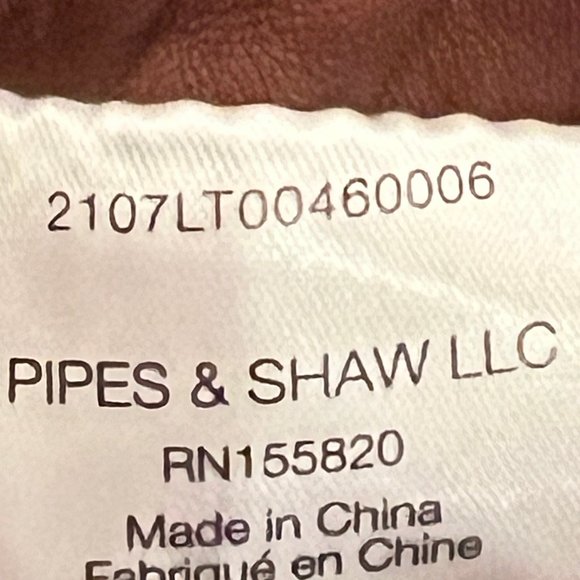 2107LT00460006
PIPES & SHAW LLC
RN155820
Made in China
Fabriqué en Chine